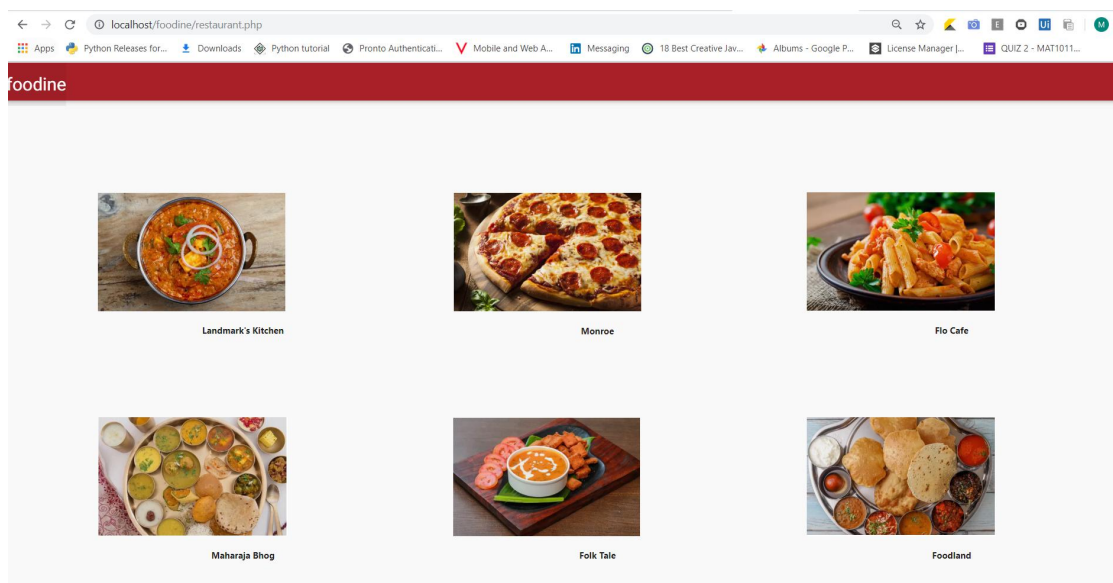 localhost/foodine/restaurant.php
Apps Python Releases for... Downloads Python tutorial Pronto Authenticati... Mobile and Web A... Messaging 18 Best Creative Jav... Albums - Google P... License Manager |... QUIZ 2 - MAT1011...
foodine
Landmark's Kitchen Monroe Flo Cafe
Maharaja Bhog Folk Tale Foodland